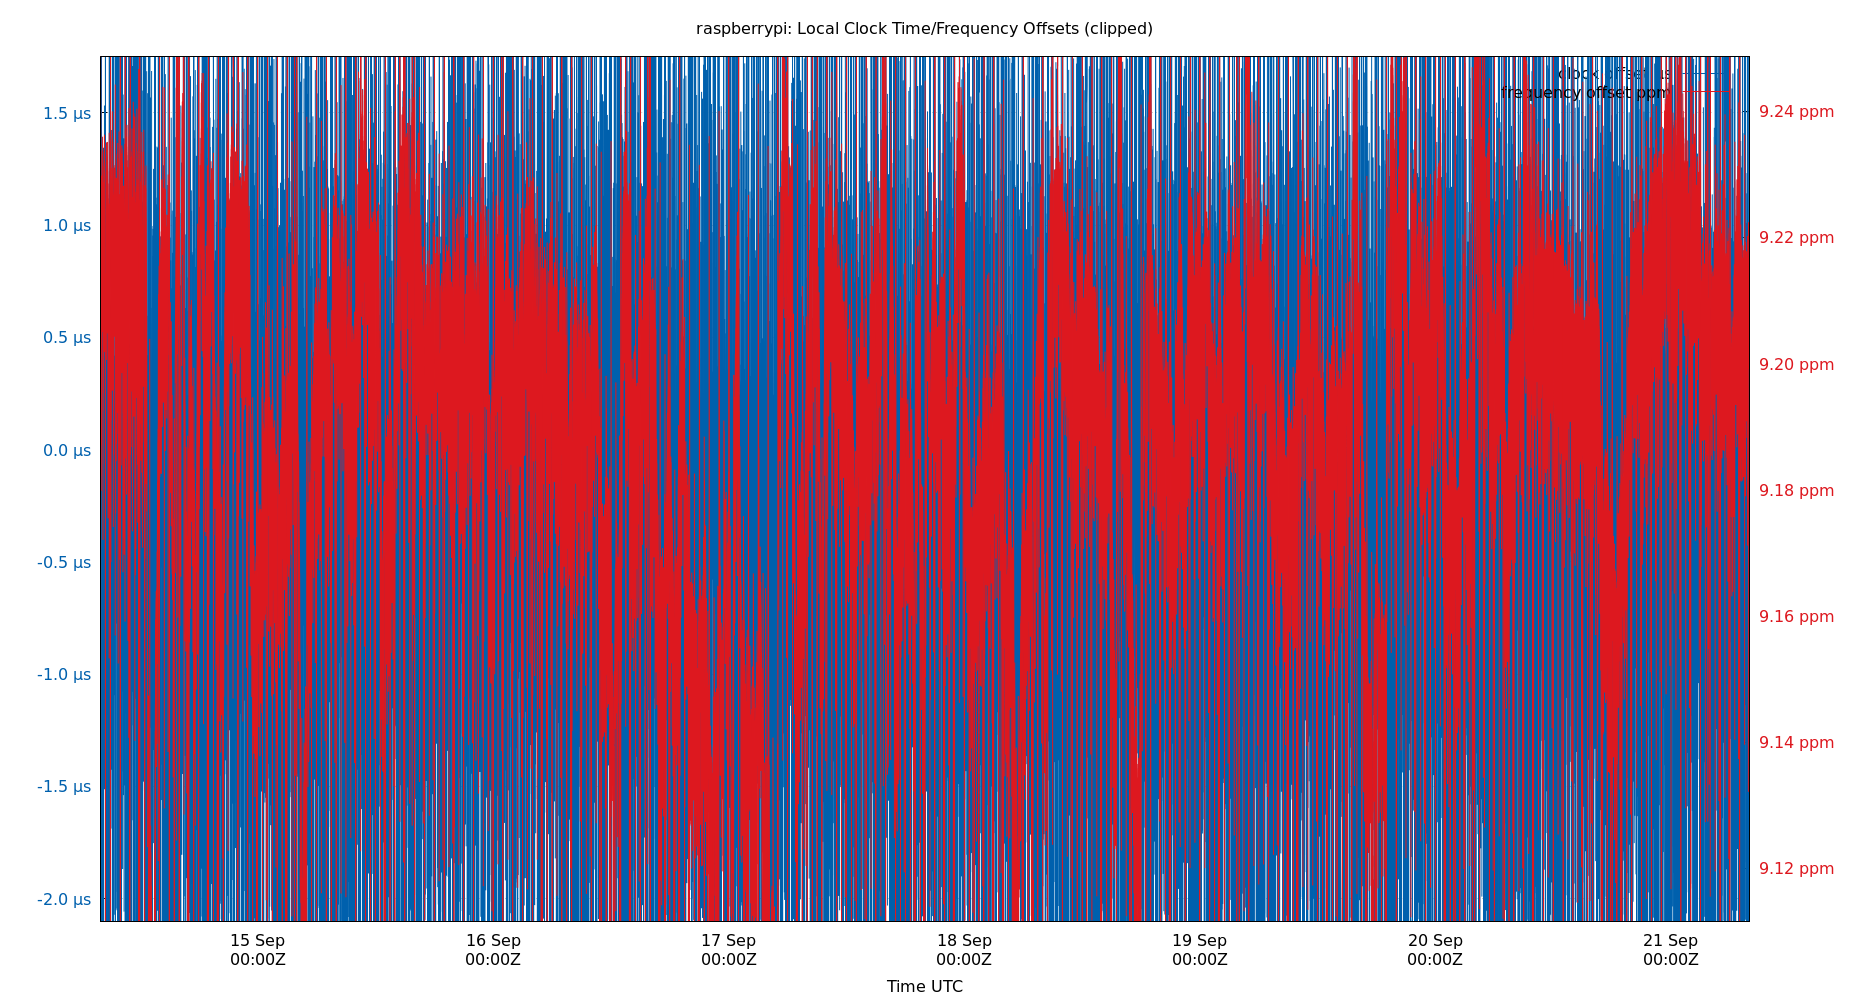 raspberrypi: Local Clock Time/Frequency Offsets (clipped)
clock offset µs
frequency offset ppm
1.5 µs
1.0 µs
0.5 µs
0.0 µs
-0.5 µs
-1.0 µs
-1.5 µs
-2.0 µs
9.24 ppm
9.22 ppm
9.20 ppm
9.18 ppm
9.16 ppm
9.14 ppm
9.12 ppm
15 Sep
00:00Z
16 Sep
00:00Z
17 Sep
00:00Z
18 Sep
00:00Z
19 Sep
00:00Z
20 Sep
00:00Z
21 Sep
00:00Z
Time UTC